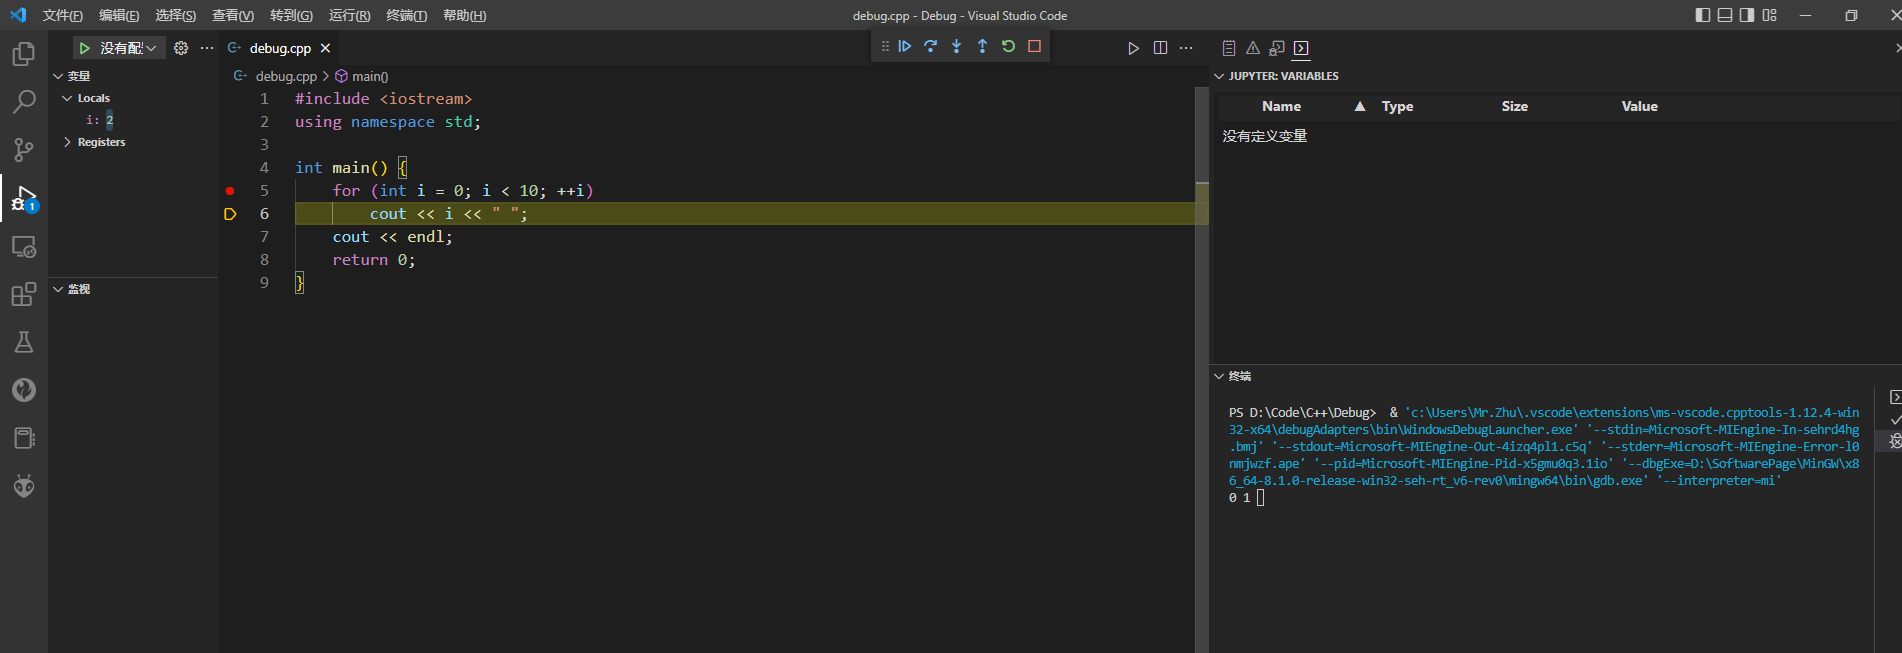 文件(F) 编辑(E) 选择(S) 查看(V) 转到(G) 运行(R) 终端(T) 帮助(H)
debug.cpp - Debug - Visual Studio Code
没有配
变量
Locals
i: 2
Registers
监视
1
debug.cpp
debug.cpp > main()
1 #include <iostream>
2 using namespace std;
3
4 int main() {
5 for (int i = 0; i < 10; ++i)
6 cout << i << " ";
7 cout << endl;
8 return 0;
9 }
JUPYTER: VARIABLES
Name Type Size Value
没有定义变量
终端
PS D:\Code\C++\Debug> & 'c:\Users\Mr.Zhu\.vscode\extensions\ms-vscode.cpptools-1.12.4-win
32-x64\debugAdapters\bin\WindowsDebugLauncher.exe' '--stdin=Microsoft-MIEngine-In-sehrd4hg
.bmj' '--stdout=Microsoft-MIEngine-Out-4izq4pl1.c5q' '--stderr=Microsoft-MIEngine-Error-l0
nmjwzf.ape' '--pid=Microsoft-MIEngine-Pid-x5gmu0q3.1io' '--dbgExe=D:\SoftwarePage\MinGW\x8
6_64-8.1.0-release-win32-seh-rt_v6-rev0\mingw64\bin\gdb.exe' '--interpreter=mi'
0 1